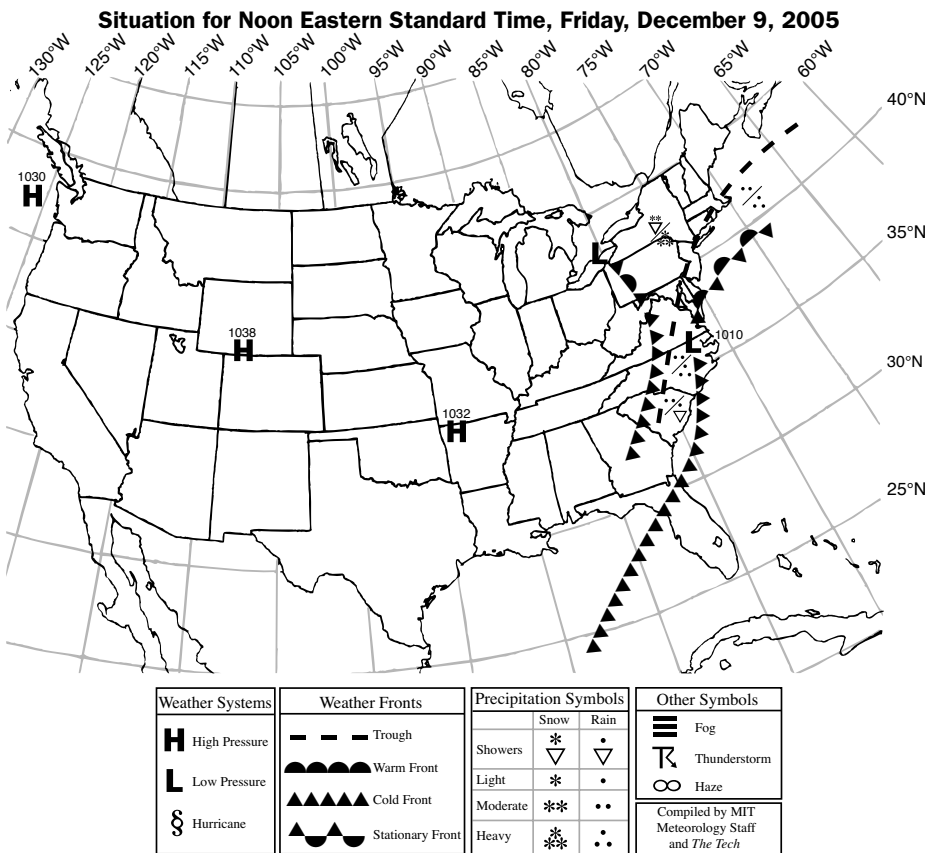 Situation for Noon Eastern Standard Time, Friday, December 9, 2005
130°W 125°W 120°W 115°W 110°W 105°W 100°W 95°W 90°W 85°W 80°W 75°W 70°W 65°W 60°W
40°N
1030
H
35°N
L
L 1010
1038
H
30°N
1032
H
25°N
Weather Systems
H High Pressure
L Low Pressure
§ Hurricane
Weather Fronts
Trough
Warm Front
Cold Front
Stationary Front
Precipitation Symbols
Snow Rain
Showers
Light
Moderate
Heavy
Other Symbols
Fog
Thunderstorm
Haze
Compiled by MIT
Meteorology Staff
and The Tech